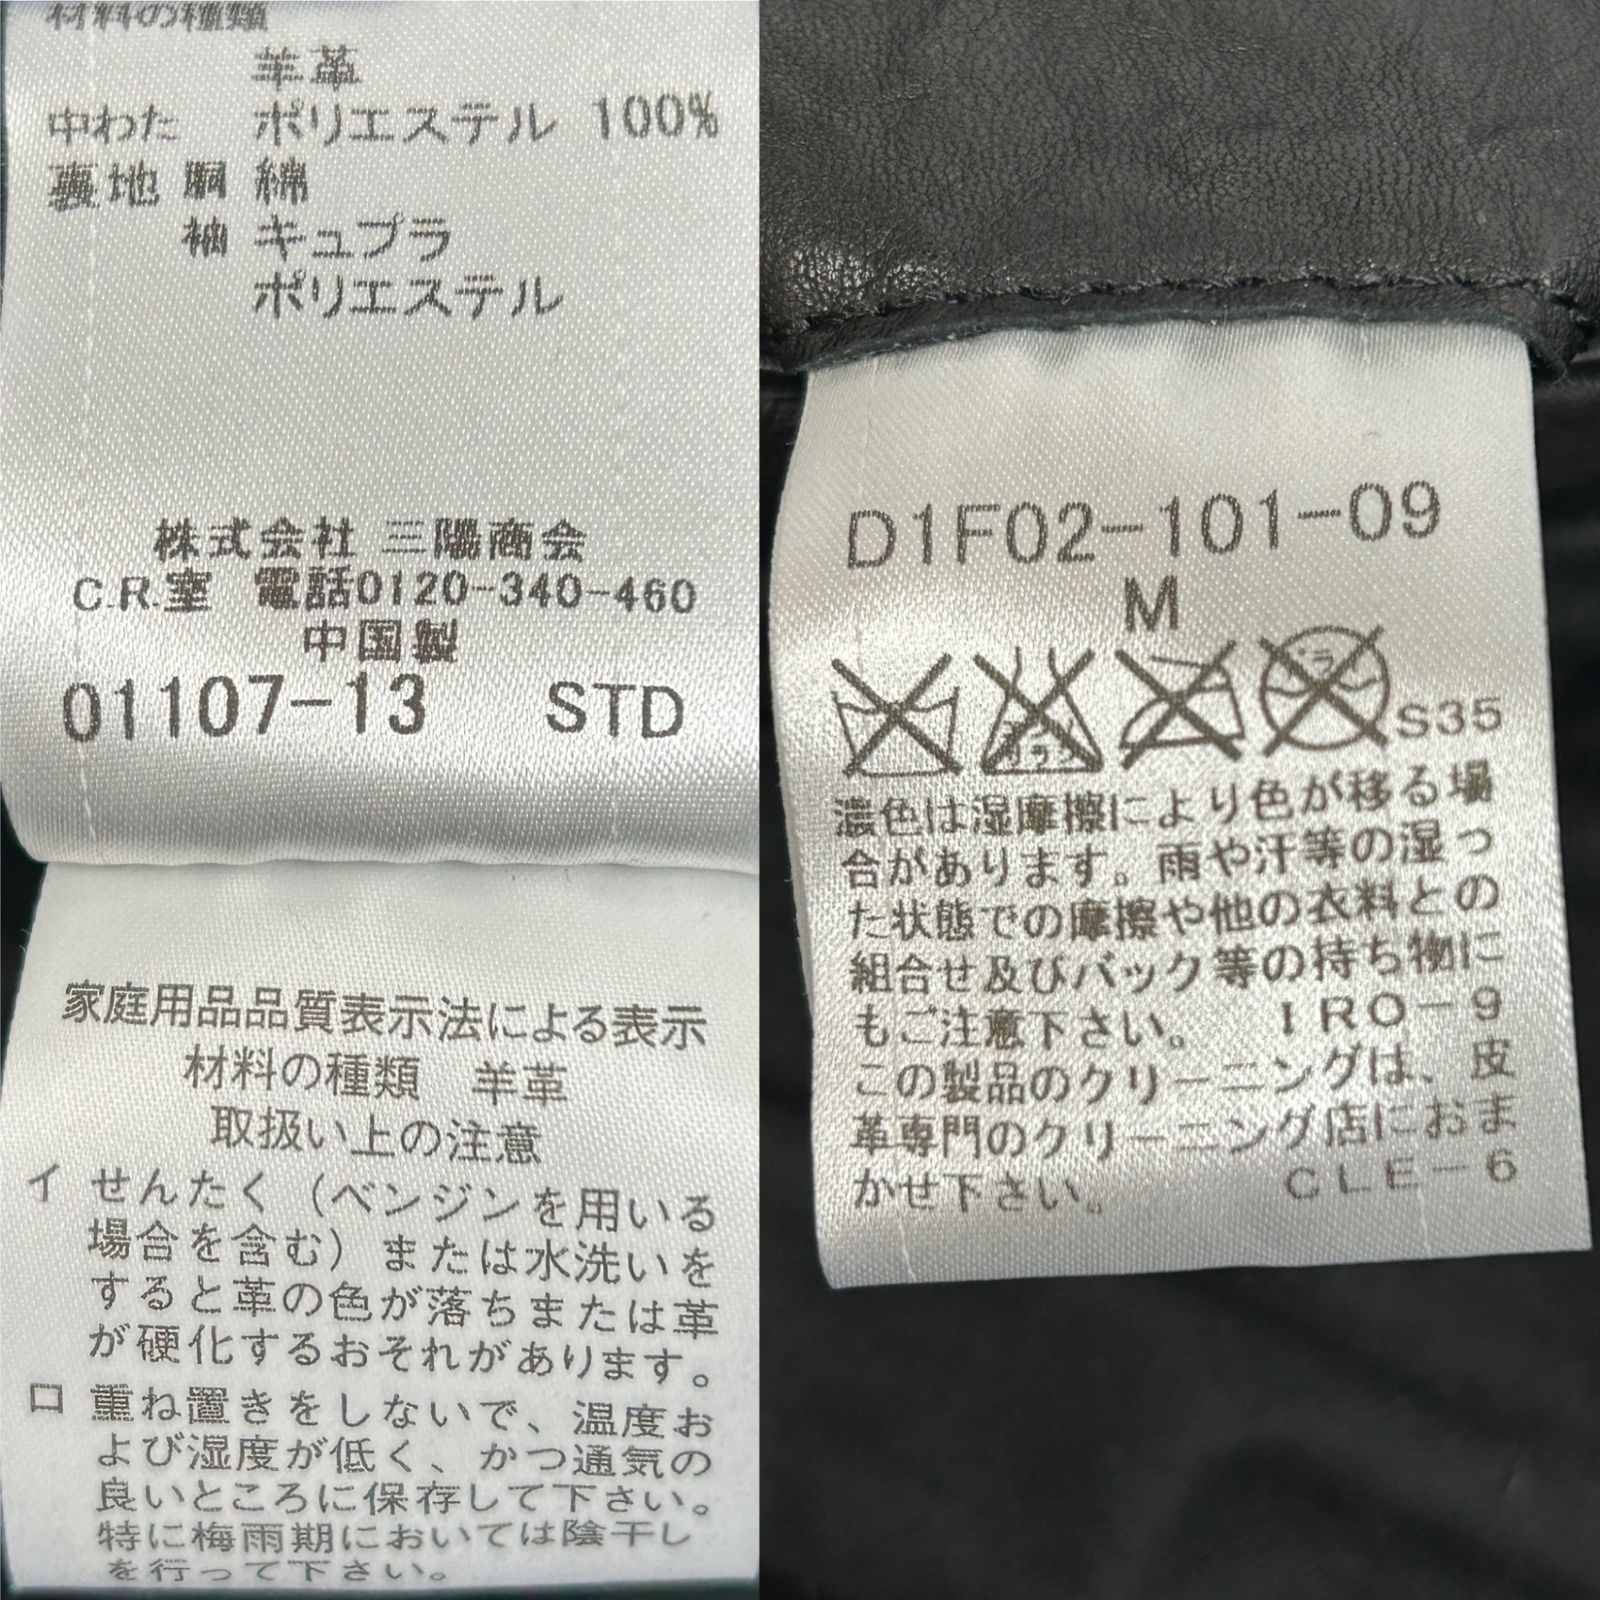 材料の種類
羊革
中わた ポリエステル 100%
裏地 胴 綿
袖 キュプラ
ポリエステル
株式会社 三陽商会
C.R.室 電話0120-340-460
中国製
01107-13 STD
家庭用品品質表示法による表示
材料の種類 羊革
取扱い上の注意
イ せんたく（ベンジンを用いる
場合を含む）または水洗いを
すると革の色が落ちまたは革
が硬化するおそれがあります。
ロ 重ね置きをしないで、温度お
よび湿度が低く、かつ通気の
良いところに保存して下さい。
特に梅雨期においては陰干し
を行って下さい。
D1F02-101-09
M
エンソ
サラシ
ドライ
S35
濃色は湿摩擦により色が移る場
合があります。雨や汗等の湿っ
た状態での摩擦や他の衣料との
組合せ及びバック等の持ち物に
もご注意下さい。 IRO-9
この製品のクリーニングは、皮
革専門のクリーニング店におま
かせ下さい。 CLE-6